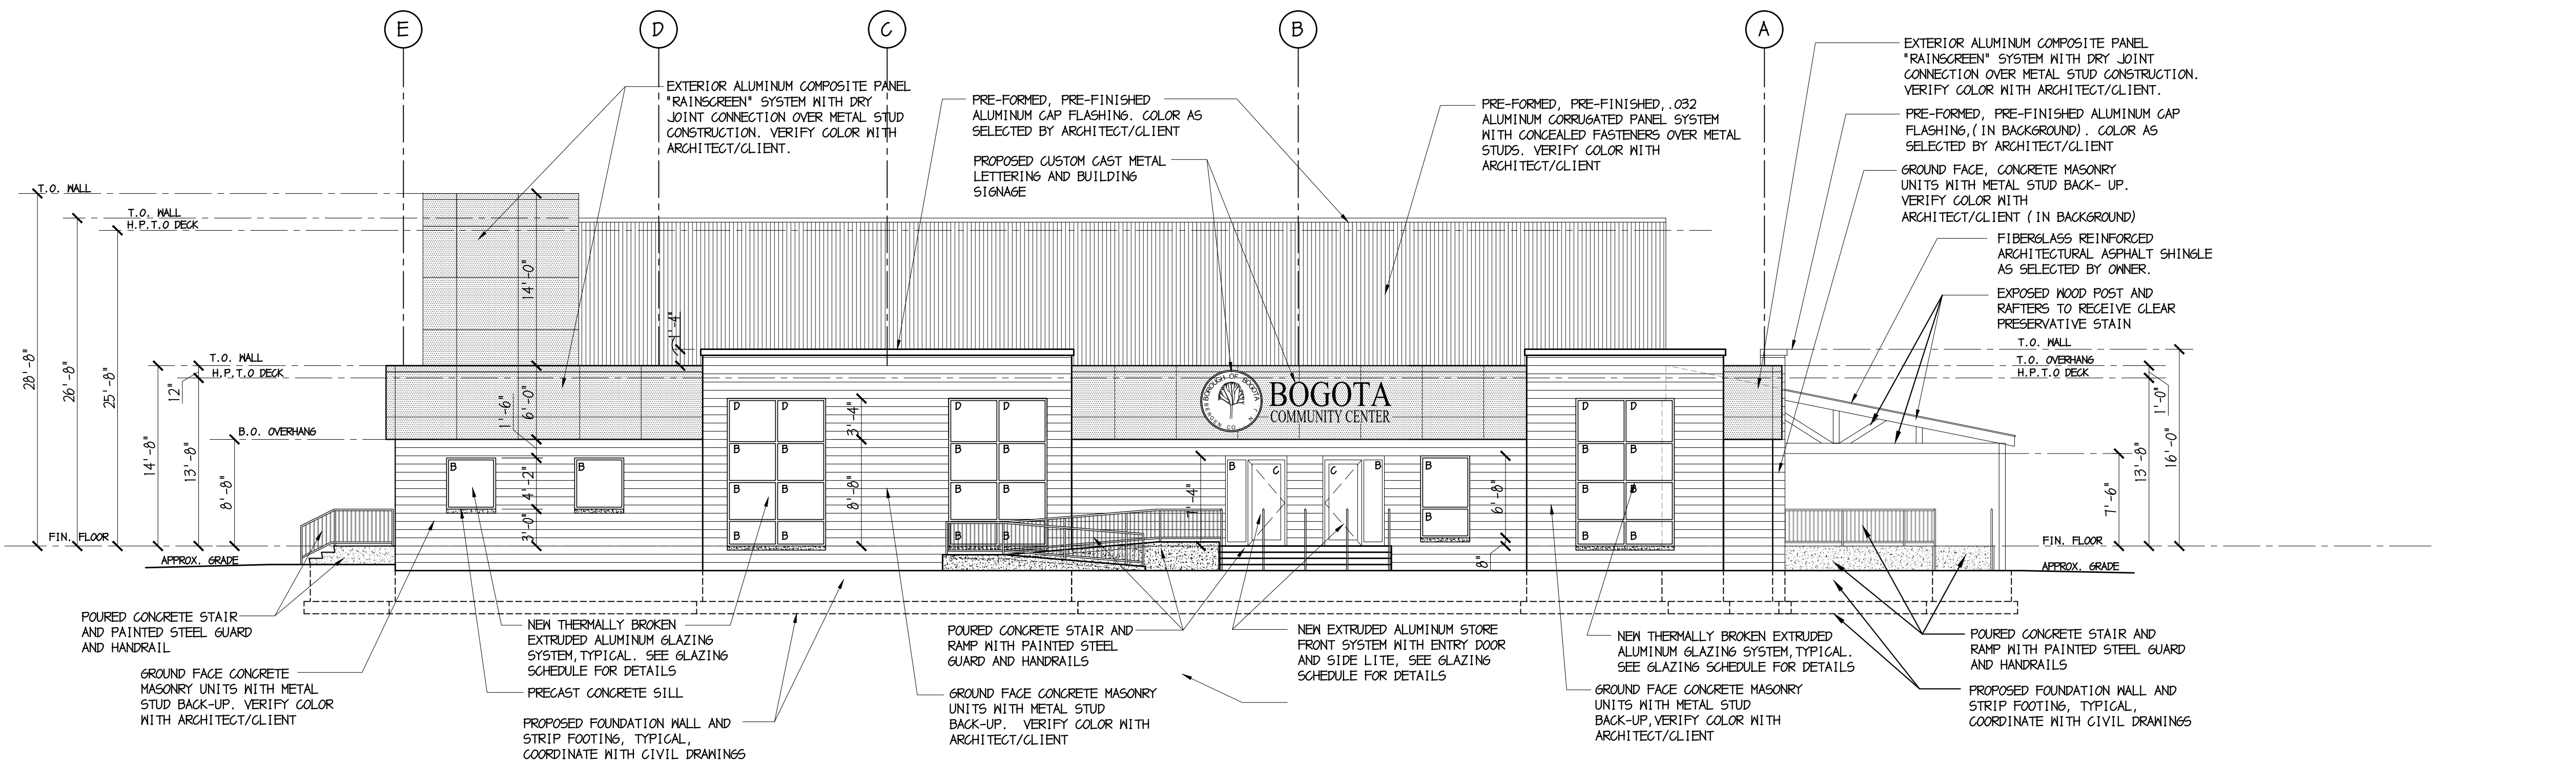 E
D
C
B
A
EXTERIOR ALUMINUM COMPOSITE PANEL
"RAINSCREEN" SYSTEM WITH DRY
JOINT CONNECTION OVER METAL STUD
CONSTRUCTION. VERIFY COLOR WITH
ARCHITECT/CLIENT.
PRE-FORMED, PRE-FINISHED
ALUMINUM CAP FLASHING. COLOR AS
SELECTED BY ARCHITECT/CLIENT
PROPOSED CUSTOM CAST METAL
LETTERING AND BUILDING
SIGNAGE
PRE-FORMED, PRE-FINISHED, .032
ALUMINUM CORRUGATED PANEL SYSTEM
WITH CONCEALED FASTENERS OVER METAL
STUDS. VERIFY COLOR WITH
ARCHITECT/CLIENT
EXTERIOR ALUMINUM COMPOSITE PANEL
"RAINSCREEN" SYSTEM WITH DRY JOINT
CONNECTION OVER METAL STUD CONSTRUCTION.
VERIFY COLOR WITH ARCHITECT/CLIENT.
PRE-FORMED, PRE-FINISHED ALUMINUM CAP
FLASHING,(IN BACKGROUND). COLOR AS
SELECTED BY ARCHITECT/CLIENT
GROUND FACE, CONCRETE MASONRY
UNITS WITH METAL STUD BACK- UP.
VERIFY COLOR WITH
ARCHITECT/CLIENT (IN BACKGROUND)
FIBERGLASS REINFORCED
ARCHITECTURAL ASPHALT SHINGLE
AS SELECTED BY OWNER.
EXPOSED WOOD POST AND
RAFTERS TO RECEIVE CLEAR
PRESERVATIVE STAIN
T.O. WALL
T.O. WALL
H.P.T.O DECK
T.O. WALL
H.P.T.O DECK
B.O. OVERHANG
FIN. FLOOR
APPROX. GRADE
28'-8"
26'-8"
25'-8"
14'-8"
12"
13'-8"
8'-8"
14'-0"
1'-4"
6'-0"
1'-6"
4'-2"
3'-0"
3'-4"
8'-8"
7'-4"
6'-8"
8"
B
B
D
D
B
B
B
B
B
B
D
D
B
B
B
B
B
B
BOROUGH OF BOGOTA
BERGEN CO. N.J.
BOGOTA
COMMUNITY CENTER
B
C
C
B
B
B
D
D
B
B
B
B
B
B
T.O. WALL
T.O. OVERHANG
H.P.T.O DECK
1'-0"
16'-0"
13'-8"
7'-6"
FIN. FLOOR
APPROX. GRADE
POURED CONCRETE STAIR
AND PAINTED STEEL GUARD
AND HANDRAIL
GROUND FACE CONCRETE
MASONRY UNITS WITH METAL
STUD BACK-UP. VERIFY COLOR
WITH ARCHITECT/CLIENT
NEW THERMALLY BROKEN
EXTRUDED ALUMINUM GLAZING
SYSTEM,TYPICAL. SEE GLAZING
SCHEDULE FOR DETAILS
PRECAST CONCRETE SILL
PROPOSED FOUNDATION WALL AND
STRIP FOOTING, TYPICAL,
COORDINATE WITH CIVIL DRAWINGS
POURED CONCRETE STAIR AND
RAMP WITH PAINTED STEEL
GUARD AND HANDRAILS
GROUND FACE CONCRETE MASONRY
UNITS WITH METAL STUD
BACK-UP. VERIFY COLOR WITH
ARCHITECT/CLIENT
NEW EXTRUDED ALUMINUM STORE
FRONT SYSTEM WITH ENTRY DOOR
AND SIDE LITE, SEE GLAZING
SCHEDULE FOR DETAILS
NEW THERMALLY BROKEN EXTRUDED
ALUMINUM GLAZING SYSTEM,TYPICAL.
SEE GLAZING SCHEDULE FOR DETAILS
GROUND FACE CONCRETE MASONRY
UNITS WITH METAL STUD
BACK-UP,VERIFY COLOR WITH
ARCHITECT/CLIENT
POURED CONCRETE STAIR AND
RAMP WITH PAINTED STEEL GUARD
AND HANDRAILS
PROPOSED FOUNDATION WALL AND
STRIP FOOTING, TYPICAL,
COORDINATE WITH CIVIL DRAWINGS